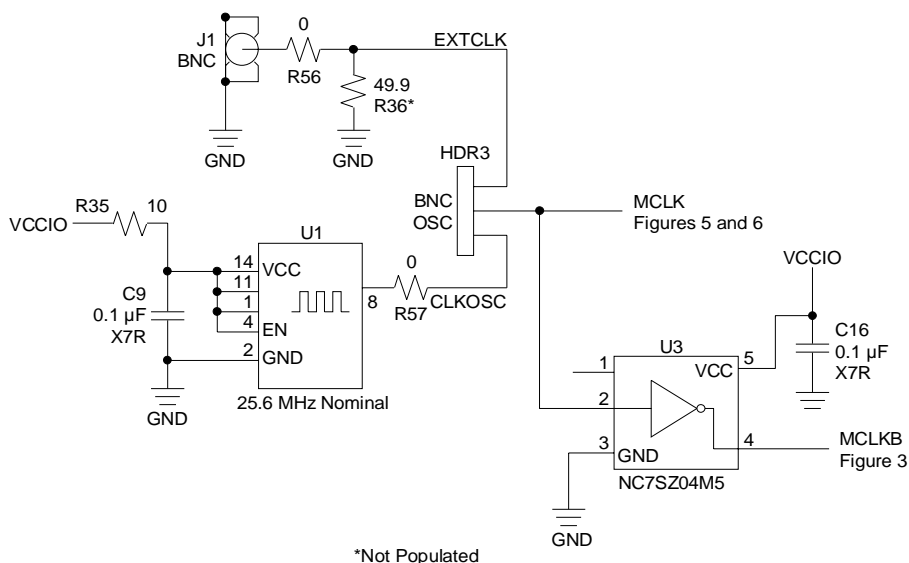 J1
BNC
0
R56
EXTCLK
49.9
R36*
GND
GND
HDR3
BNC
OSC
MCLK
Figures 5 and 6
VCCIO
R35
10
U1
14
VCC
11
1
4
EN
2
GND
C9
0.1 µF
X7R
GND
25.6 MHz Nominal
8
0
R57
CLKOSC
VCCIO
C16
0.1 µF
X7R
GND
U3
1
VCC
5
2
3
GND
4
NC7SZ04M5
GND
MCLKB
Figure 3
*Not Populated